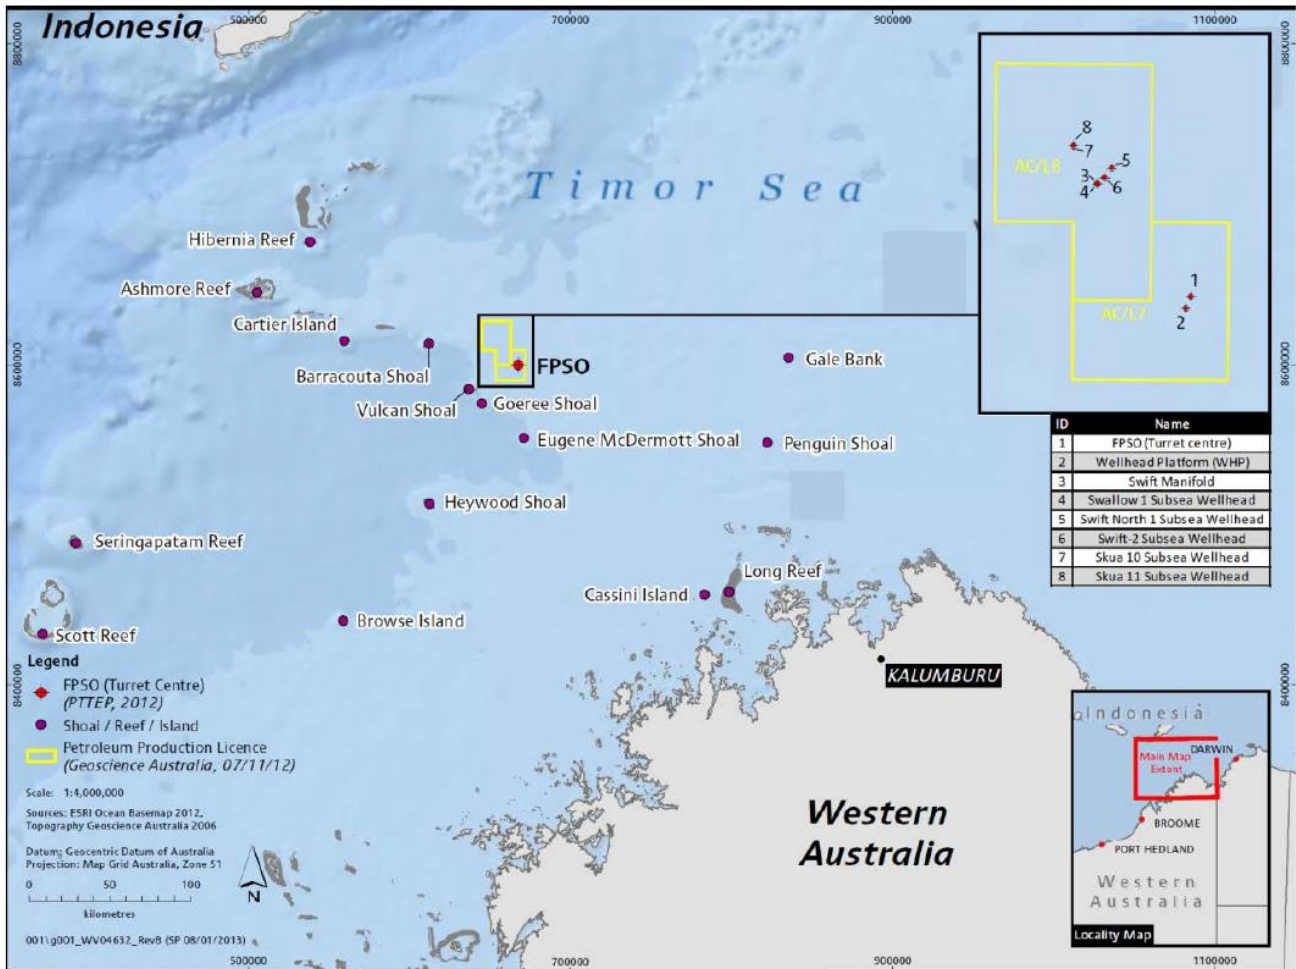 500000
700000
900000
1100000
Indonesia
8800000
8800000
Timor Sea
8
7
5
3
6
4
AC/L8
1
2
AC/L7
Hibernia Reef
Ashmore Reef
Cartier Island
Barracouta Shoal
FPSO
Gale Bank
Vulcan Shoal
Goeree Shoal
8600000
8600000
Eugene McDermott Shoal
Penguin Shoal
Heywood Shoal
Seringapatam Reef
Long Reef
Cassini Island
Browse Island
Scott Reef
KALUMBURU
8400000
8400000
Western
Australia
ID Name
1 FPSO (Turret centre)
2 Wellhead Platform (WHP)
3 Swift Manifold
4 Swallow 1 Subsea Wellhead
5 Swift North 1 Subsea Wellhead
6 Swift-2 Subsea Wellhead
7 Skua 10 Subsea Wellhead
8 Skua 11 Subsea Wellhead
Legend
FPSO (Turret Centre)
(PTTEP, 2012)
Shoal / Reef / Island
Petroleum Production Licence
(Geoscience Australia, 07/11/12)
Scale: 1:4,000,000
Sources: ESRI Ocean Basemap 2012,
Topography Geoscience Australia 2006
Datum: Geocentric Datum of Australia
Projection: Map Grid Australia, Zone 51
0 50 100
kilometres
N
001\g001_WV04632_RevB (SP 08/01/2013)
Indonesia
DARWIN
Main Map
Extent
BROOME
PORT HEDLAND
Western
Australia
Locality Map
500000
700000
900000
1100000